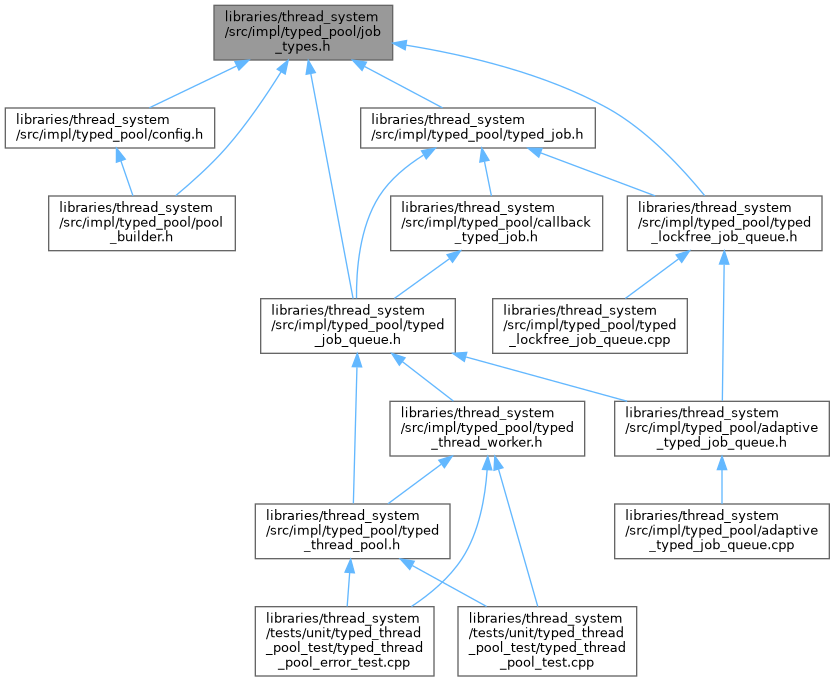 libraries/thread_system
/src/impl/typed_pool/job
_types.h
libraries/thread_system
/src/impl/typed_pool/config.h
libraries/thread_system
/src/impl/typed_pool/typed_job.h
libraries/thread_system
/src/impl/typed_pool/pool
_builder.h
libraries/thread_system
/src/impl/typed_pool/callback
_typed_job.h
libraries/thread_system
/src/impl/typed_pool/typed
_lockfree_job_queue.h
libraries/thread_system
/src/impl/typed_pool/typed
_job_queue.h
libraries/thread_system
/src/impl/typed_pool/typed
_lockfree_job_queue.cpp
libraries/thread_system
/src/impl/typed_pool/typed
_thread_worker.h
libraries/thread_system
/src/impl/typed_pool/adaptive
_typed_job_queue.h
libraries/thread_system
/src/impl/typed_pool/typed
_thread_pool.h
libraries/thread_system
/src/impl/typed_pool/adaptive
_typed_job_queue.cpp
libraries/thread_system
/tests/unit/typed_thread
_pool_test/typed_thread
_pool_error_test.cpp
libraries/thread_system
/tests/unit/typed_thread
_pool_test/typed_thread
_pool_test.cpp